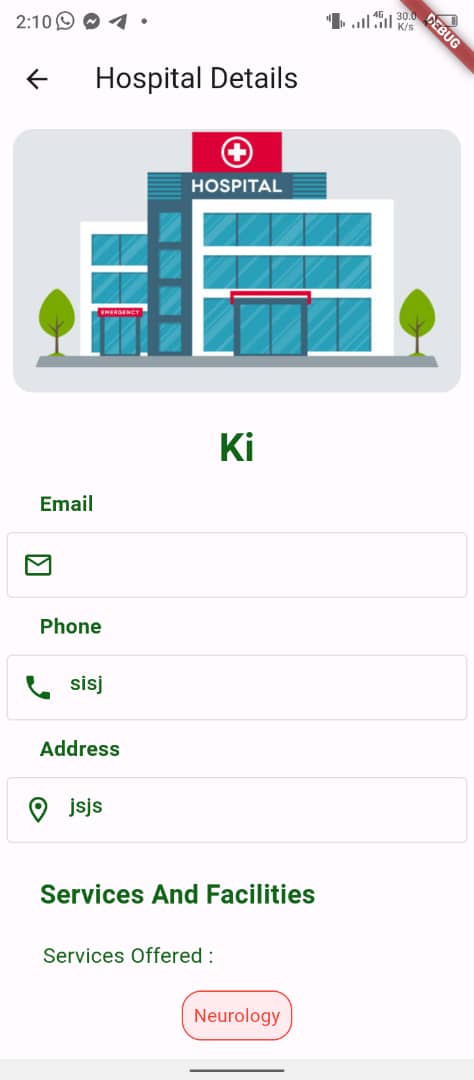 2:10
4G
30.0
K/s
DEBUG
Hospital Details
HOSPITAL
EMERGENCY
Ki
Email
Phone
sisj
Address
jsjs
Services And Facilities
Services Offered :
Neurology